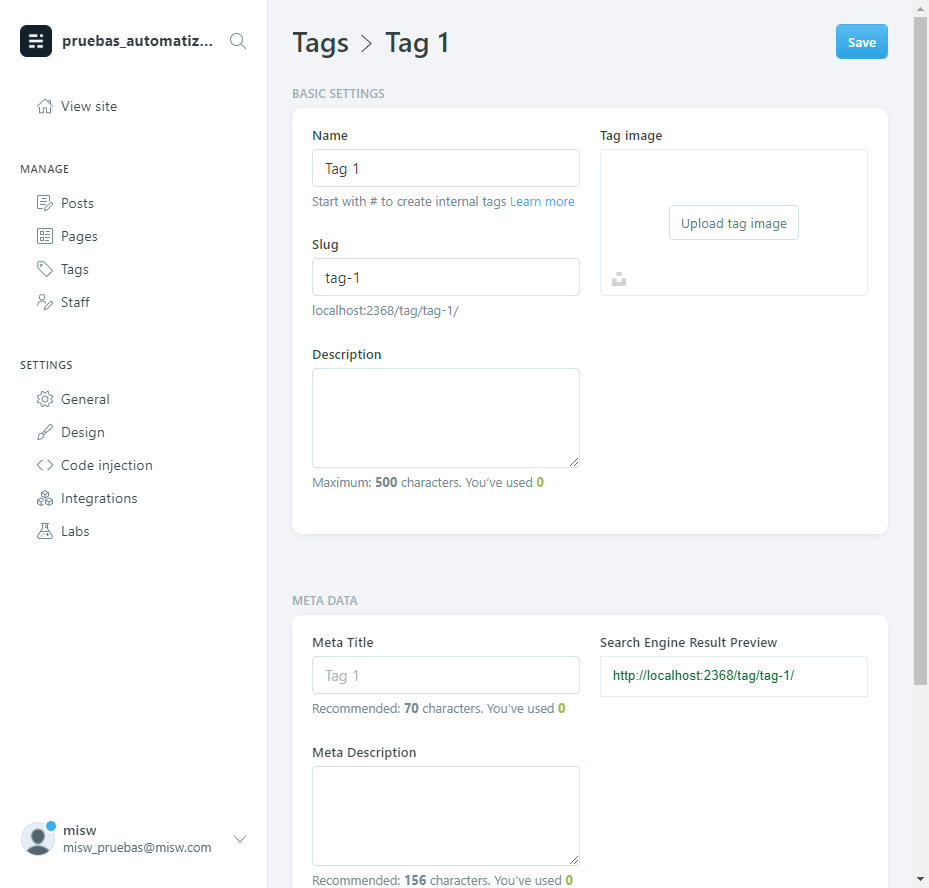 pruebas_automatiz...
View site
MANAGE
Posts
Pages
Tags
Staff
SETTINGS
General
Design
Code injection
Integrations
Labs
misw
misw_pruebas@misw.com
Tags > Tag 1
Save
BASIC SETTINGS
Name
Tag 1
Start with # to create internal tags Learn more
Slug
tag-1
localhost:2368/tag/tag-1/
Description
Maximum: 500 characters. You’ve used 0
Tag image
Upload tag image
META DATA
Meta Title
Tag 1
Recommended: 70 characters. You’ve used 0
Meta Description
Recommended: 156 characters. You’ve used 0
Search Engine Result Preview
http://localhost:2368/tag/tag-1/